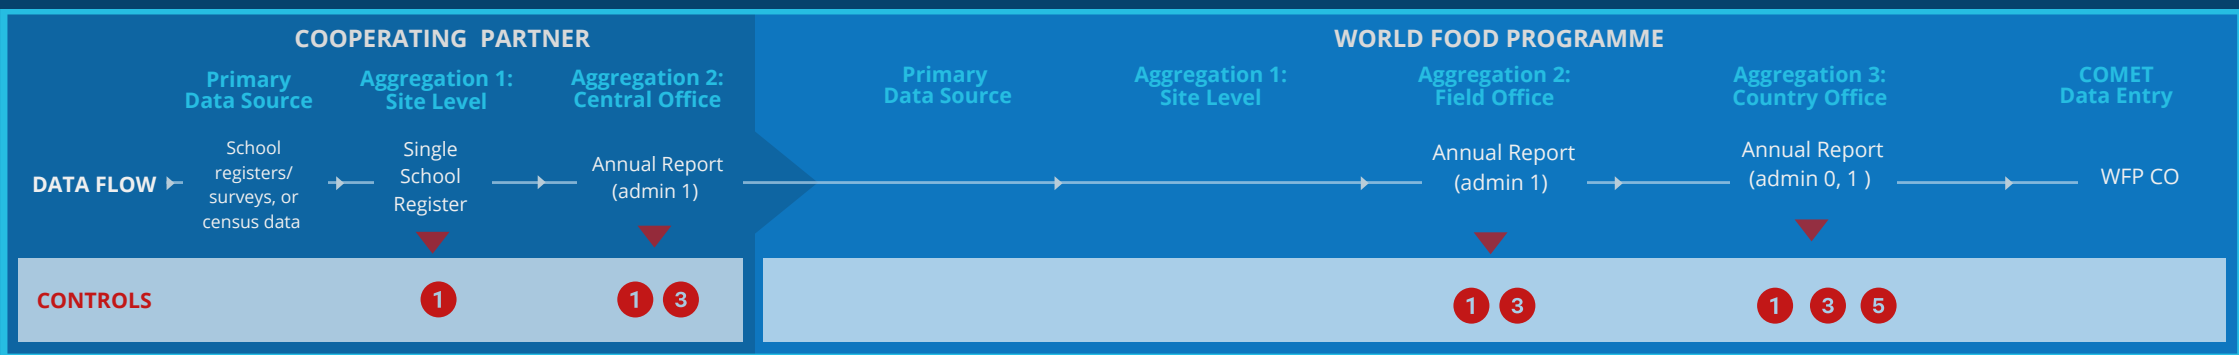 COOPERATING PARTNER
WORLD FOOD PROGRAMME
Primary
Data Source
Aggregation 1:
Site Level
Aggregation 2:
Central Office
Primary
Data Source
Aggregation 1:
Site Level
Aggregation 2:
Field Office
Aggregation 3:
Country Office
COMET
Data Entry
DATA FLOW
School
registers/
surveys, or
census data
Single
School
Register
Annual Report
(admin 1)
Annual Report
(admin 1)
Annual Report
(admin 0, 1 )
WFP CO
CONTROLS
1
1 3
1 3
1 3 5